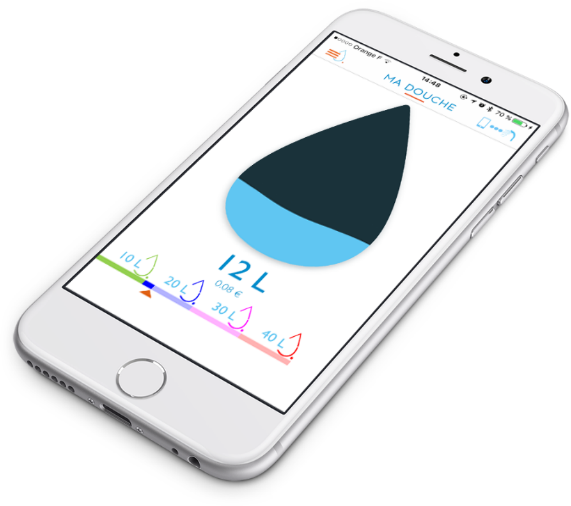 Orange F
14:48
70 %
MA DOUCHE
12 L
0.08 €
10 L
20 L
30 L
40 L